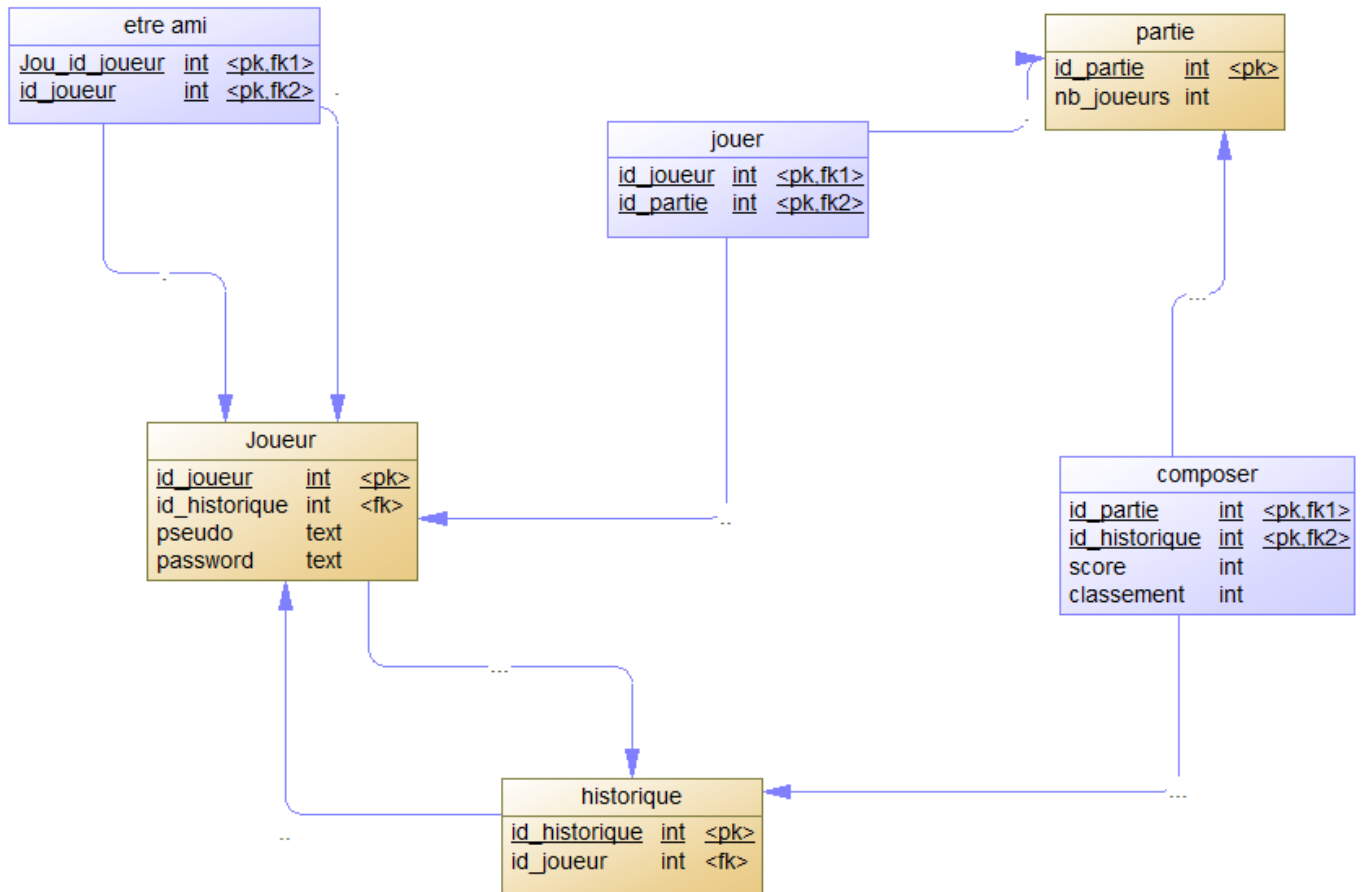 etre ami
Jou_id_joueur int <pk,fk1>
id_joueur int <pk,fk2>
partie
id_partie int <pk>
nb_joueurs int
jouer
id_joueur int <pk,fk1>
id_partie int <pk,fk2>
Joueur
id_joueur int <pk>
id_historique int <fk>
pseudo text
password text
composer
id_partie int <pk,fk1>
id_historique int <pk,fk2>
score int
classement int
historique
id_historique int <pk>
id_joueur int <fk>